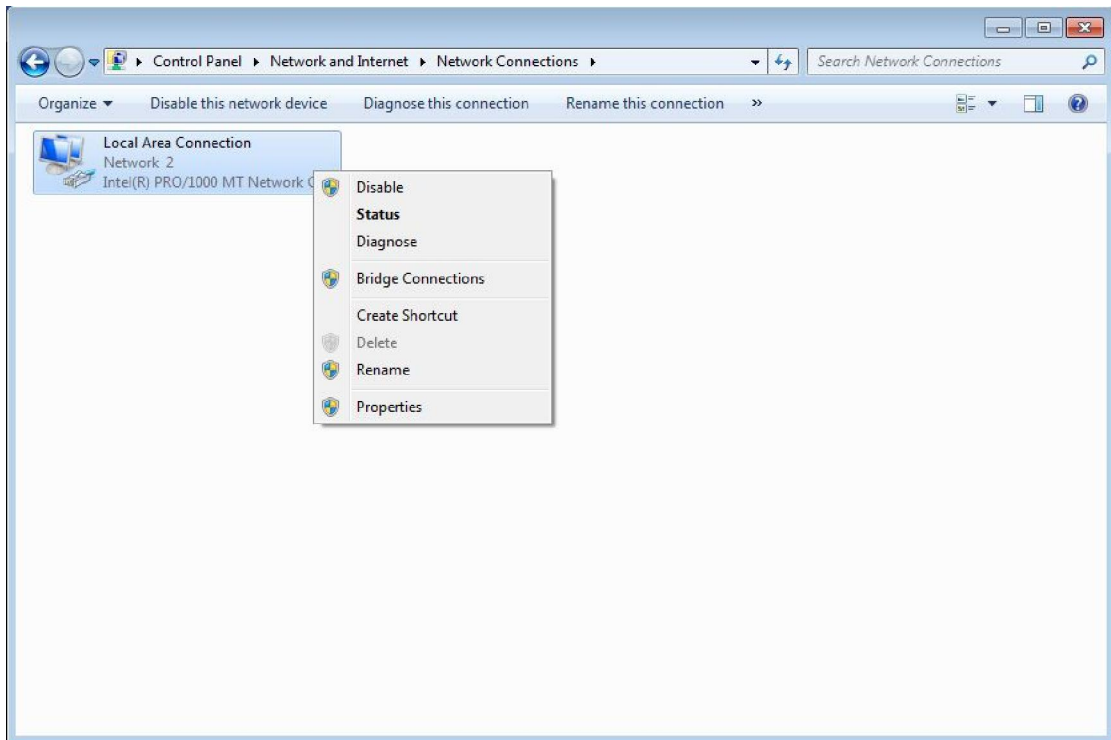 Control Panel Network and Internet Network Connections Search Network Connections
Organize Disable this network device Diagnose this connection Rename this connection »
Local Area Connection
Network 2
Intel(R) PRO/1000 MT Network
Disable
Status
Diagnose
Bridge Connections
Create Shortcut
Delete
Rename
Properties